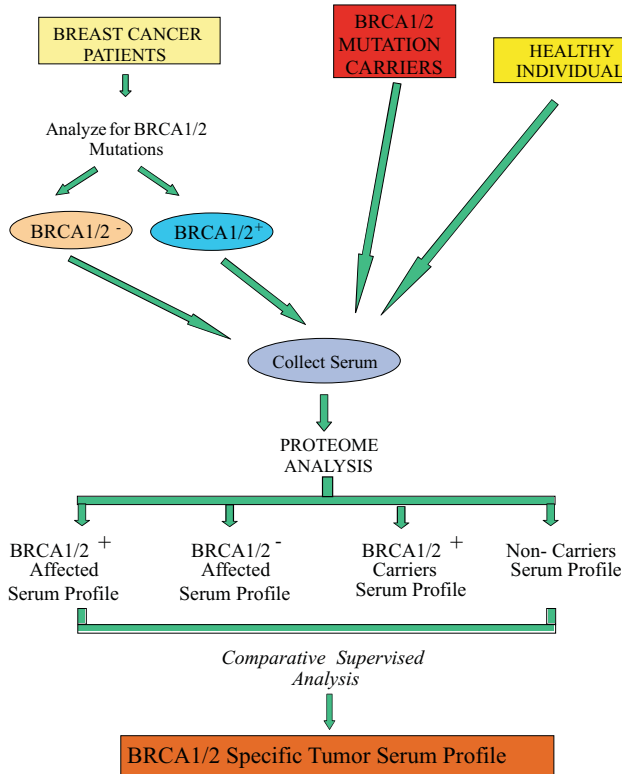 BREAST CANCER
PATIENTS
BRCA1/2
MUTATION
CARRIERS
HEALTHY
INDIVIDUAL
Analyze for BRCA1/2
Mutations
BRCA1/2 -
BRCA1/2+
Collect Serum
PROTEOME
ANALYSIS
BRCA1/2 +
Affected
Serum Profile
BRCA1/2 -
Affected
Serum Profile
BRCA1/2 +
Carriers
Serum Profile
Non- Carriers
Serum Profile
Comparative Supervised
Analysis
BRCA1/2 Specific Tumor Serum Profile